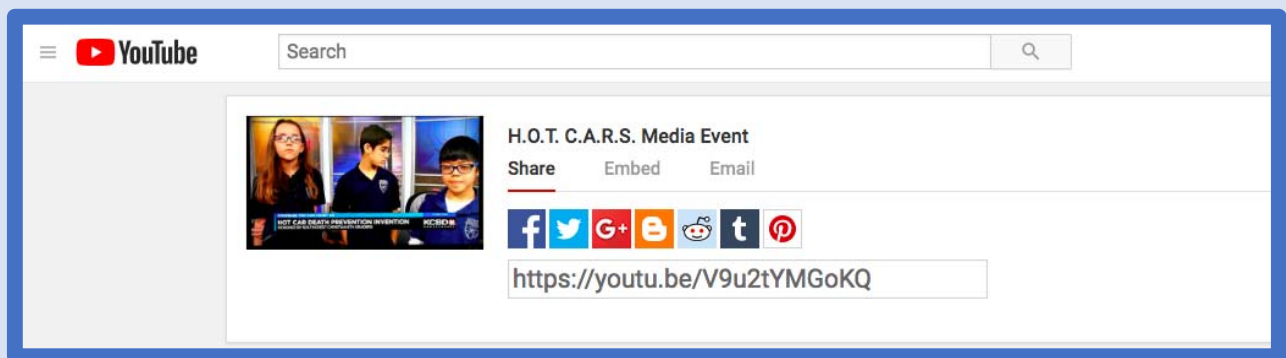 YouTube
Search
H.O.T. C.A.R.S. Media Event
Share Embed Email
HOT CAR DEATH PREVENTION INVENTION
KCBD
G+
t
https://youtu.be/V9u2tYMGoKQ